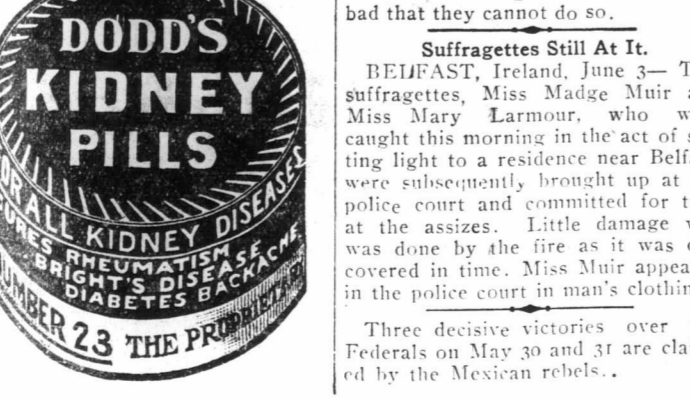 DODD'S
KIDNEY
PILLS
FOR ALL KIDNEY DISEASES
CURES RHEUMATISM
BRIGHT'S DISEASE
DIABETES BACKACHE
NUMBER 23 THE PROPRIETARY
bad that they cannot do so.
Suffragettes Still At It.
BELFAST, Ireland, June 3—
suffragettes, Miss Madge Muir
Miss Mary Larmour, who
caught this morning in the act of
ting light to a residence near
were subsequently brought up at
police court and committed for
at the assizes. Little damage
was done by the fire as it was
covered in time. Miss Muir
in the police court in man's
Three decisive victories over
Federals on May 30 and 31 are
ed by the Mexican rebels..